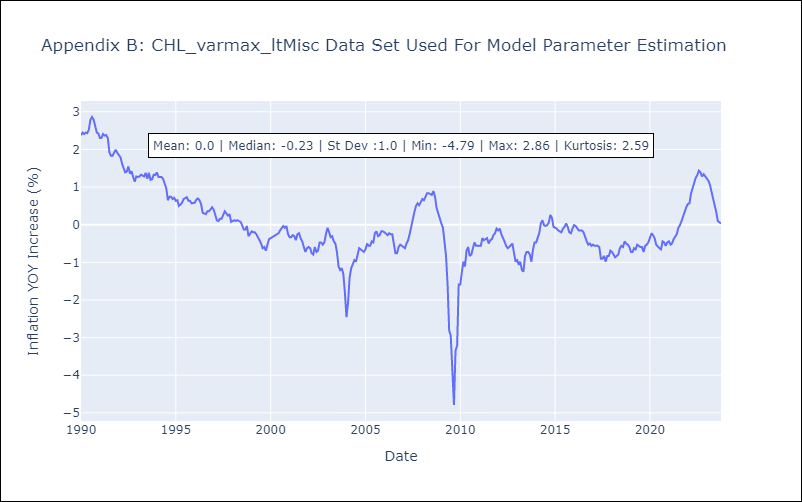 Appendix B: CHL_varmax_ltMisc Data Set Used For Model Parameter Estimation
Mean: 0.0 | Median: -0.23 | St Dev :1.0 | Min: -4.79 | Max: 2.86 | Kurtosis: 2.59
Inflation YOY Increase (%)
3
2
1
0
−1
−2
−3
−4
−5
1990 1995 2000 2005 2010 2015 2020
Date